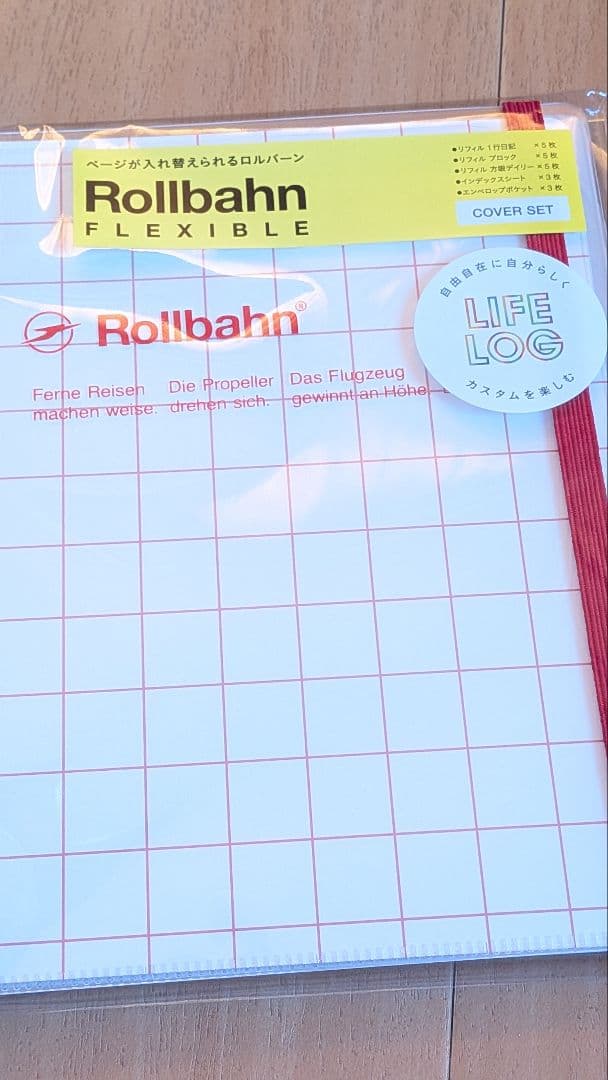 ページが入れ替えられるロルバーン
Rollbahn
FLEXIBLE
●リフィル 1行日記 ×5枚
●リフィル ブロック ×5枚
●リフィル 方眼デイリー ×5枚
●インデックスシート ×3枚
●エンベロップポケット ×3枚
COVER SET
自由自在に自分らしく
LIFE
LOG
カスタムを楽しむ
Rollbahn®
Ferne Reisen
machen weise.
Die Propeller
drehen sich.
Das Flugzeug
gewinnt an Höhe.